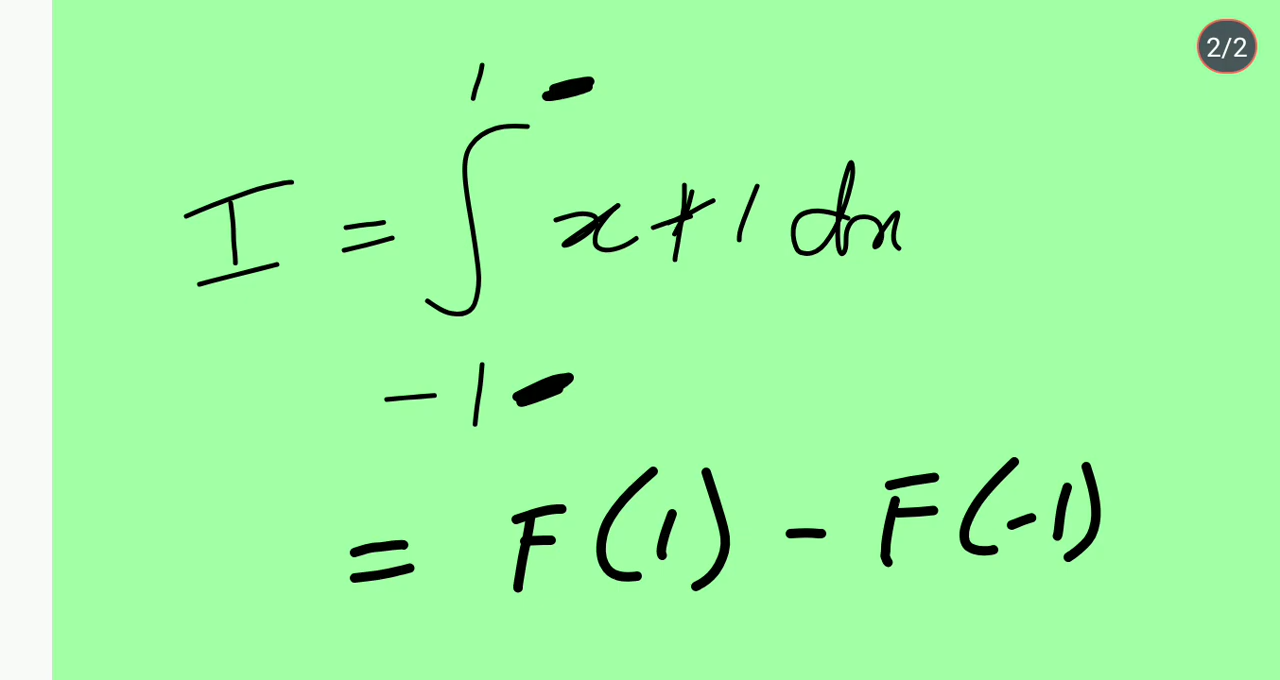 2/2
1
I = ∫ x + 1 dx
-1
= F(1) - F(-1)